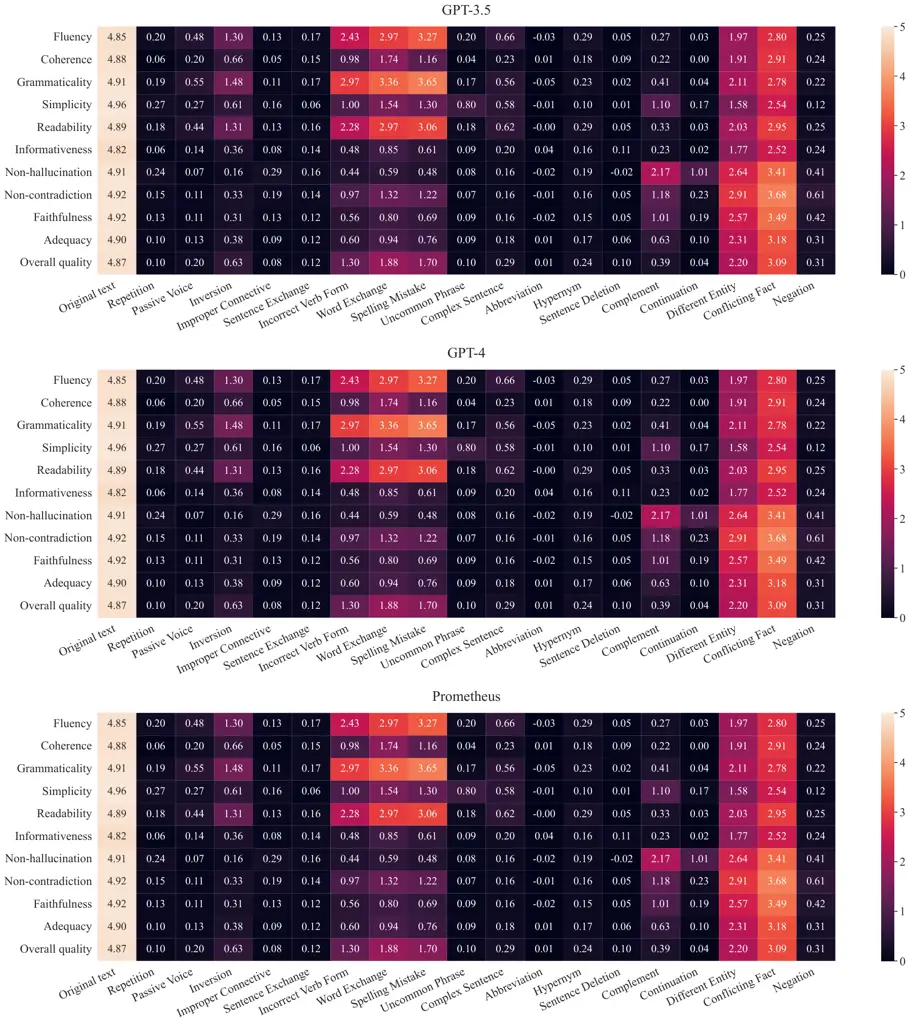 GPT-3.5
5
Fluency 4.85 0.20 0.48 1.30 0.13 0.17 2.43 2.97 3.27 0.20 0.66 -0.03 0.29 0.05 0.27 0.03 1.97 2.80 0.25
Coherence 4.88 0.06 0.20 0.66 0.05 0.15 0.98 1.74 1.16 0.04 0.23 0.01 0.18 0.09 0.22 0.00 1.91 2.91 0.24
4
Grammaticality 4.91 0.19 0.55 1.48 0.11 0.17 2.97 3.36 3.65 0.17 0.56 -0.05 0.23 0.02 0.41 0.04 2.11 2.78 0.22
Simplicity 4.96 0.27 0.27 0.61 0.16 0.06 1.00 1.54 1.30 0.80 0.58 -0.01 0.10 0.01 1.10 0.17 1.58 2.54 0.12
3
Readability 4.89 0.18 0.44 1.31 0.13 0.16 2.28 2.97 3.06 0.18 0.62 -0.00 0.29 0.05 0.33 0.03 2.03 2.95 0.25
Informativeness 4.82 0.06 0.14 0.36 0.08 0.14 0.48 0.85 0.61 0.09 0.20 0.04 0.16 0.11 0.23 0.02 1.77 2.52 0.24
Non-hallucination 4.91 0.24 0.07 0.16 0.29 0.16 0.44 0.59 0.48 0.08 0.16 -0.02 0.19 -0.02 2.17 1.01 2.64 3.41 0.41
2
Non-contradiction 4.92 0.15 0.11 0.33 0.19 0.14 0.97 1.32 1.22 0.07 0.16 -0.01 0.16 0.05 1.18 0.23 2.91 3.68 0.61
Faithfulness 4.92 0.13 0.11 0.31 0.13 0.12 0.56 0.80 0.69 0.09 0.16 -0.02 0.15 0.05 1.01 0.19 2.57 3.49 0.42
1
Adequacy 4.90 0.10 0.13 0.38 0.09 0.12 0.60 0.94 0.76 0.09 0.18 0.01 0.17 0.06 0.63 0.10 2.31 3.18 0.31
Overall quality 4.87 0.10 0.20 0.63 0.08 0.12 1.30 1.88 1.70 0.10 0.29 0.01 0.24 0.10 0.39 0.04 2.20 3.09 0.31
0
Original text Repetition Passive Voice Inversion Improper Connective Sentence Exchange Incorrect Verb Form Word Exchange Spelling Mistake Uncommon Phrase Complex Sentence Abbreviation Hypernym Sentence Deletion Complement Continuation Different Entity Conflicting Fact Negation
GPT-4
5
Fluency 4.85 0.20 0.48 1.30 0.13 0.17 2.43 2.97 3.27 0.20 0.66 -0.03 0.29 0.05 0.27 0.03 1.97 2.80 0.25
Coherence 4.88 0.06 0.20 0.66 0.05 0.15 0.98 1.74 1.16 0.04 0.23 0.01 0.18 0.09 0.22 0.00 1.91 2.91 0.24
4
Grammaticality 4.91 0.19 0.55 1.48 0.11 0.17 2.97 3.36 3.65 0.17 0.56 -0.05 0.23 0.02 0.41 0.04 2.11 2.78 0.22
Simplicity 4.96 0.27 0.27 0.61 0.16 0.06 1.00 1.54 1.30 0.80 0.58 -0.01 0.10 0.01 1.10 0.17 1.58 2.54 0.12
3
Readability 4.89 0.18 0.44 1.31 0.13 0.16 2.28 2.97 3.06 0.18 0.62 -0.00 0.29 0.05 0.33 0.03 2.03 2.95 0.25
Informativeness 4.82 0.06 0.14 0.36 0.08 0.14 0.48 0.85 0.61 0.09 0.20 0.04 0.16 0.11 0.23 0.02 1.77 2.52 0.24
Non-hallucination 4.91 0.24 0.07 0.16 0.29 0.16 0.44 0.59 0.48 0.08 0.16 -0.02 0.19 -0.02 2.17 1.01 2.64 3.41 0.41
2
Non-contradiction 4.92 0.15 0.11 0.33 0.19 0.14 0.97 1.32 1.22 0.07 0.16 -0.01 0.16 0.05 1.18 0.23 2.91 3.68 0.61
Faithfulness 4.92 0.13 0.11 0.31 0.13 0.12 0.56 0.80 0.69 0.09 0.16 -0.02 0.15 0.05 1.01 0.19 2.57 3.49 0.42
1
Adequacy 4.90 0.10 0.13 0.38 0.09 0.12 0.60 0.94 0.76 0.09 0.18 0.01 0.17 0.06 0.63 0.10 2.31 3.18 0.31
Overall quality 4.87 0.10 0.20 0.63 0.08 0.12 1.30 1.88 1.70 0.10 0.29 0.01 0.24 0.10 0.39 0.04 2.20 3.09 0.31
0
Original text Repetition Passive Voice Inversion Improper Connective Sentence Exchange Incorrect Verb Form Word Exchange Spelling Mistake Uncommon Phrase Complex Sentence Abbreviation Hypernym Sentence Deletion Complement Continuation Different Entity Conflicting Fact Negation
Prometheus
5
Fluency 4.85 0.20 0.48 1.30 0.13 0.17 2.43 2.97 3.27 0.20 0.66 -0.03 0.29 0.05 0.27 0.03 1.97 2.80 0.25
Coherence 4.88 0.06 0.20 0.66 0.05 0.15 0.98 1.74 1.16 0.04 0.23 0.01 0.18 0.09 0.22 0.00 1.91 2.91 0.24
4
Grammaticality 4.91 0.19 0.55 1.48 0.11 0.17 2.97 3.36 3.65 0.17 0.56 -0.05 0.23 0.02 0.41 0.04 2.11 2.78 0.22
Simplicity 4.96 0.27 0.27 0.61 0.16 0.06 1.00 1.54 1.30 0.80 0.58 -0.01 0.10 0.01 1.10 0.17 1.58 2.54 0.12
3
Readability 4.89 0.18 0.44 1.31 0.13 0.16 2.28 2.97 3.06 0.18 0.62 -0.00 0.29 0.05 0.33 0.03 2.03 2.95 0.25
Informativeness 4.82 0.06 0.14 0.36 0.08 0.14 0.48 0.85 0.61 0.09 0.20 0.04 0.16 0.11 0.23 0.02 1.77 2.52 0.24
Non-hallucination 4.91 0.24 0.07 0.16 0.29 0.16 0.44 0.59 0.48 0.08 0.16 -0.02 0.19 -0.02 2.17 1.01 2.64 3.41 0.41
2
Non-contradiction 4.92 0.15 0.11 0.33 0.19 0.14 0.97 1.32 1.22 0.07 0.16 -0.01 0.16 0.05 1.18 0.23 2.91 3.68 0.61
Faithfulness 4.92 0.13 0.11 0.31 0.13 0.12 0.56 0.80 0.69 0.09 0.16 -0.02 0.15 0.05 1.01 0.19 2.57 3.49 0.42
1
Adequacy 4.90 0.10 0.13 0.38 0.09 0.12 0.60 0.94 0.76 0.09 0.18 0.01 0.17 0.06 0.63 0.10 2.31 3.18 0.31
Overall quality 4.87 0.10 0.20 0.63 0.08 0.12 1.30 1.88 1.70 0.10 0.29 0.01 0.24 0.10 0.39 0.04 2.20 3.09 0.31
0
Original text Repetition Passive Voice Inversion Improper Connective Sentence Exchange Incorrect Verb Form Word Exchange Spelling Mistake Uncommon Phrase Complex Sentence Abbreviation Hypernym Sentence Deletion Complement Continuation Different Entity Conflicting Fact Negation